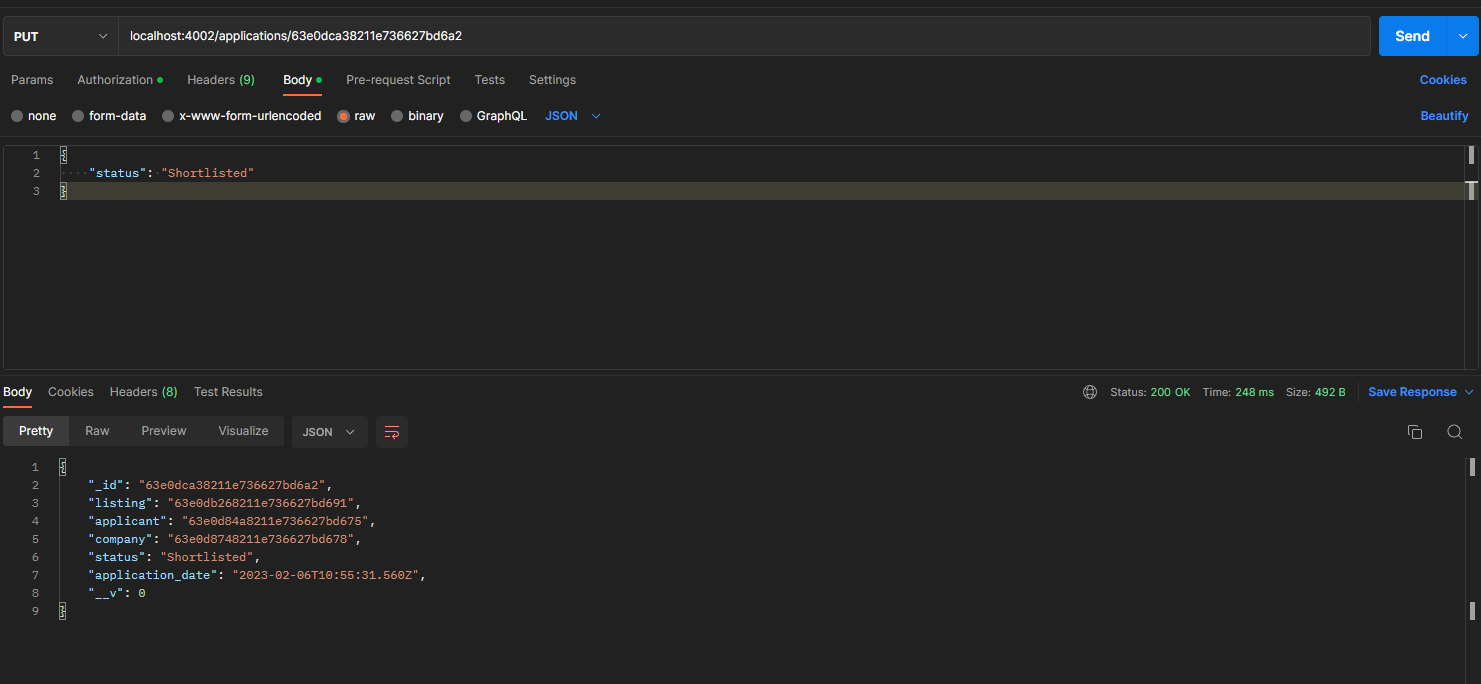 PUT localhost:4002/applications/63e0dca38211e736627bd6a2 Send
Params Authorization Headers (9) Body Pre-request Script Tests Settings Cookies
none form-data x-www-form-urlencoded raw binary GraphQL JSON Beautify
1 {
2 "status": "Shortlisted"
3 }
Body Cookies Headers (8) Test Results Status: 200 OK Time: 248 ms Size: 492 B Save Response
Pretty Raw Preview Visualize JSON
1 {
2 "_id": "63e0dca38211e736627bd6a2",
3 "listing": "63e0db268211e736627bd691",
4 "applicant": "63e0d84a8211e736627bd675",
5 "company": "63e0d8748211e736627bd678",
6 "status": "Shortlisted",
7 "application_date": "2023-02-06T10:55:31.560Z",
8 "__v": 0
9 }